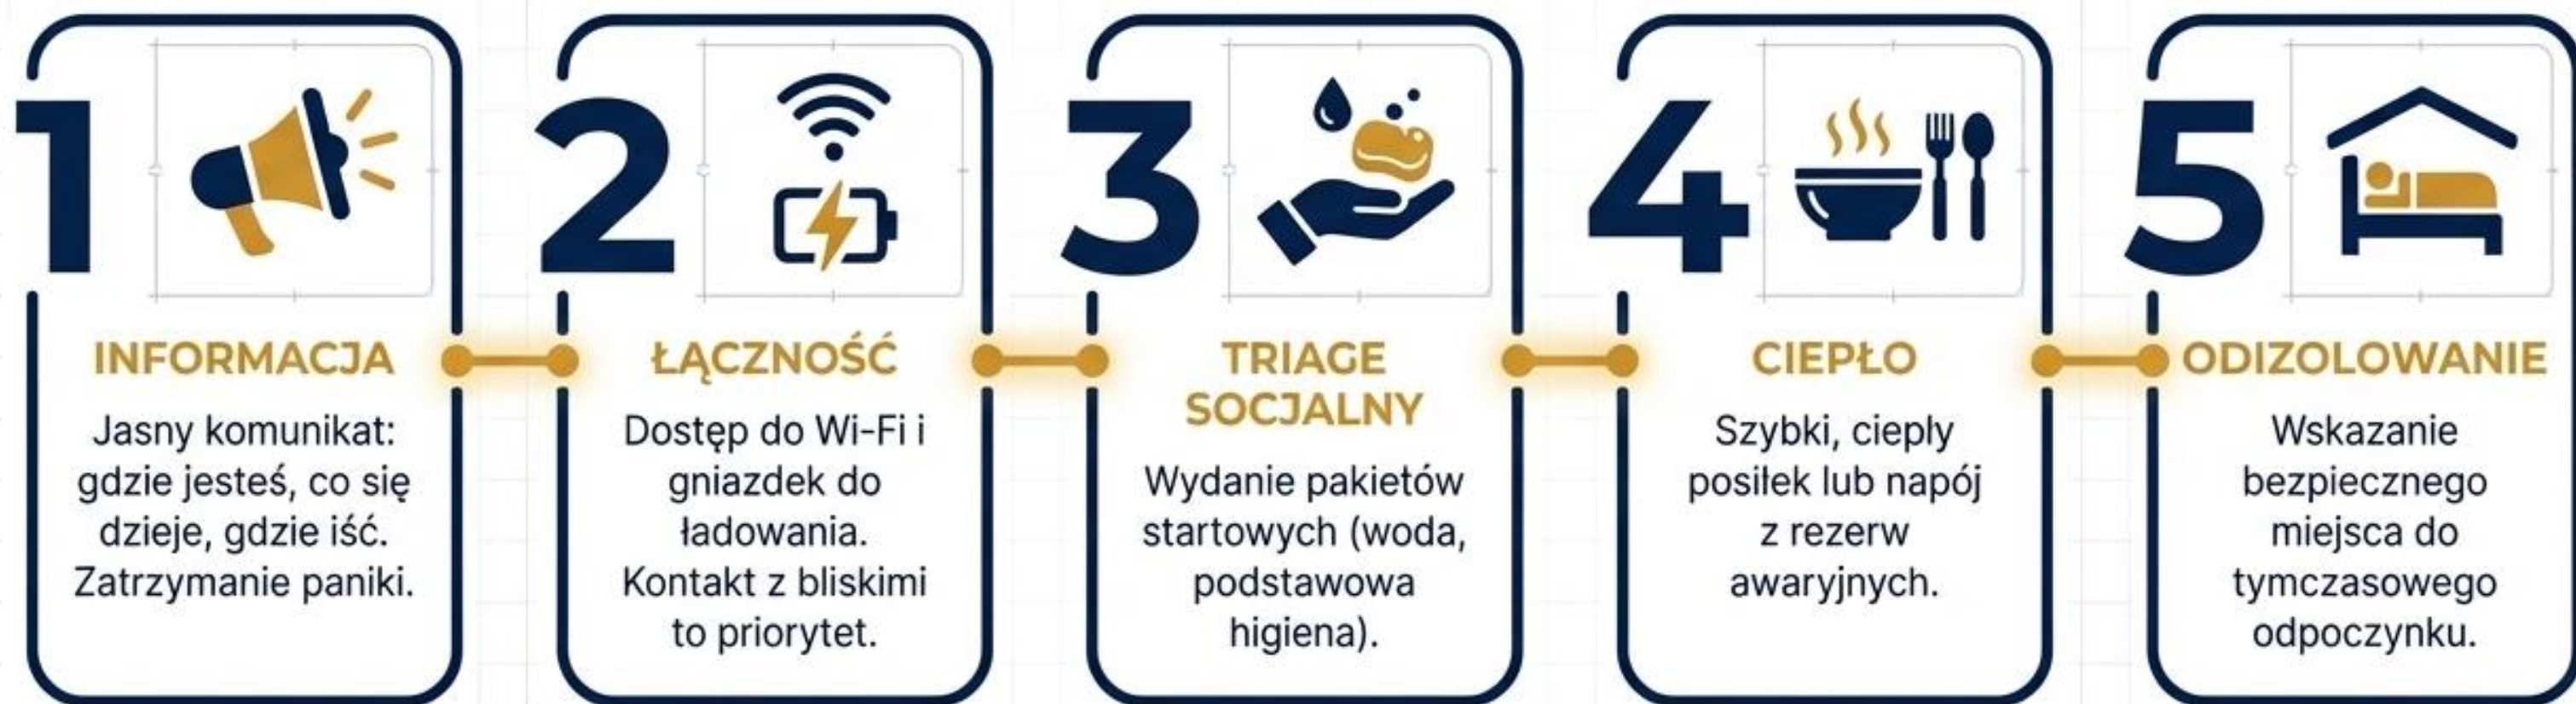 1
INFORMACJA
Jasny komunikat:
gdzie jesteś, co się
dzieje, gdzie iść.
Zatrzymanie paniki.
2
ŁĄCZNOŚĆ
Dostęp do Wi-Fi i
gniazdek do
ładowania.
Kontakt z bliskimi
to priorytet.
3
TRIAGE
SOCJALNY
Wydanie pakietów
startowych (woda,
podstawowa
higiena).
4
CIEPŁO
Szybki, ciepły
posiłek lub napój
z rezerw
awaryjnych.
5
ODIZOLOWANIE
Wskazanie
bezpiecznego
miejsca do
tymczasowego
odpoczynku.